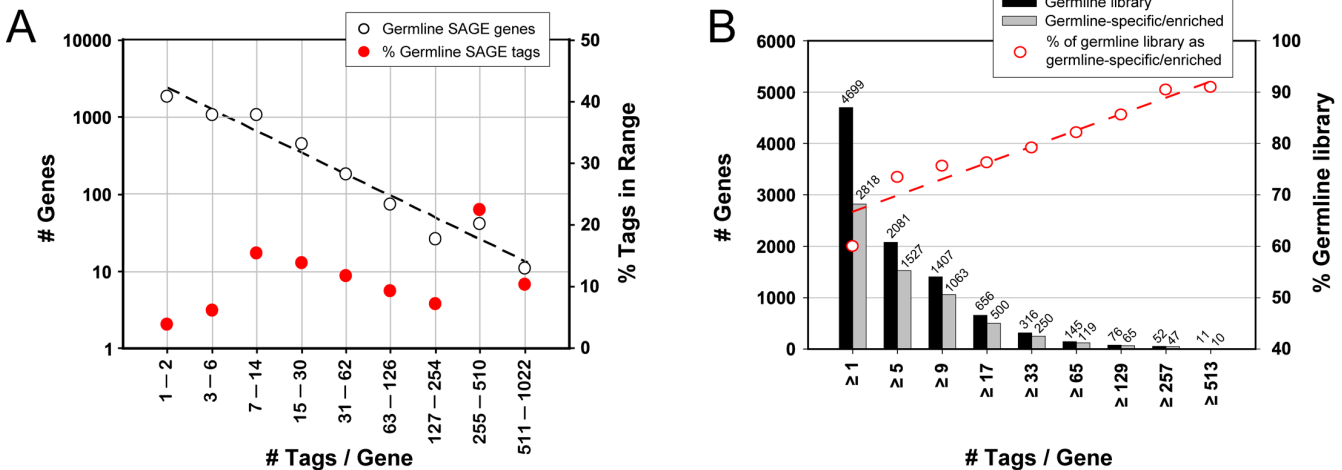 A
Germline SAGE genes
% Germline SAGE tags
10000
1000
100
10
1
# Genes
50
40
30
20
10
0
% Tags in Range
1 – 2
3 – 6
7 – 14
15 – 30
31 – 62
63 – 126
127 – 254
255 – 510
511 – 1022
# Tags / Gene
B
Germline library
Germline-specific/enriched
% of germline library as
germline-specific/enriched
6000
5000
4000
3000
2000
1000
0
# Genes
4699
2818
2081
1527
1407
1063
656
500
316
250
145
119
76
65
52
47
11
10
100
90
80
70
60
50
40
% Germline library
≥ 1
≥ 5
≥ 9
≥ 17
≥ 33
≥ 65
≥ 129
≥ 257
≥ 513
# Tags / Gene